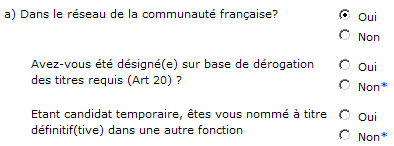 a) Dans le réseau de la communauté française?
Oui
Non
Avez-vous été désigné(e) sur base de dérogation
des titres requis (Art 20) ?
Oui
Non*
Etant candidat temporaire, êtes vous nommé à titre
définitif(tive) dans une autre fonction
Oui
Non*